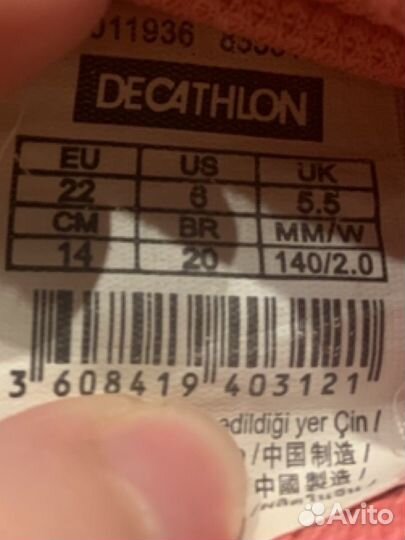 011936
DECATHLON
EU US UK
22 6 5.5
CM BR MM/W
14 20 140/2.0
3 608419 403121
edildiği yer Çin /
/中国制造 /
中國製造 /
Avito